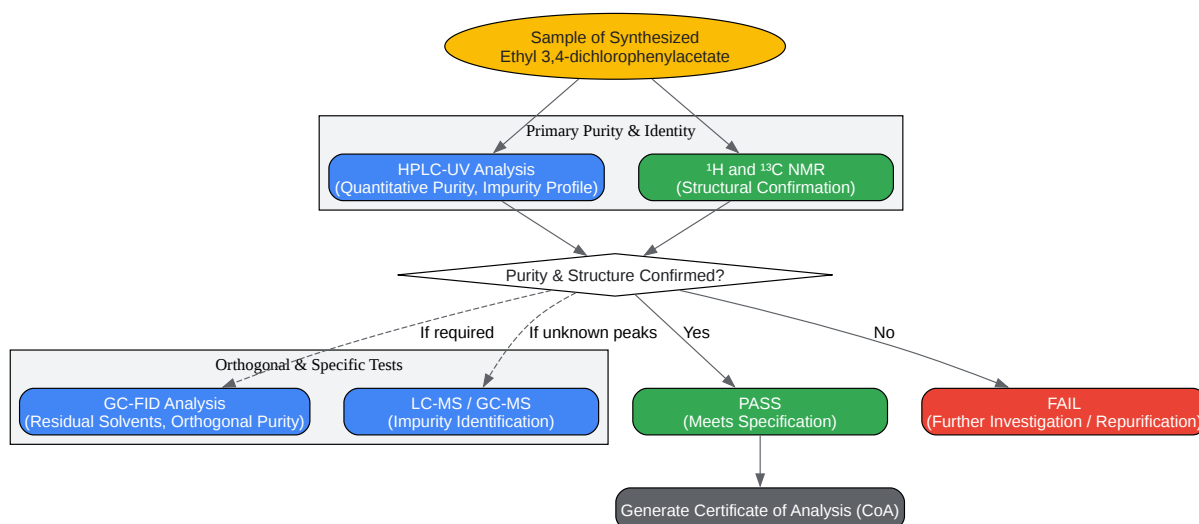 Sample of Synthesized
Ethyl 3,4-dichlorophenylacetate
Primary Purity & Identity
HPLC-UV Analysis
(Quantitative Purity, Impurity Profile)
¹H and ¹³C NMR
(Structural Confirmation)
Purity & Structure Confirmed?
If required
If unknown peaks
Yes
No
Orthogonal & Specific Tests
GC-FID Analysis
(Residual Solvents, Orthogonal Purity)
LC-MS / GC-MS
(Impurity Identification)
PASS
(Meets Specification)
FAIL
(Further Investigation / Repurification)
Generate Certificate of Analysis (CoA)